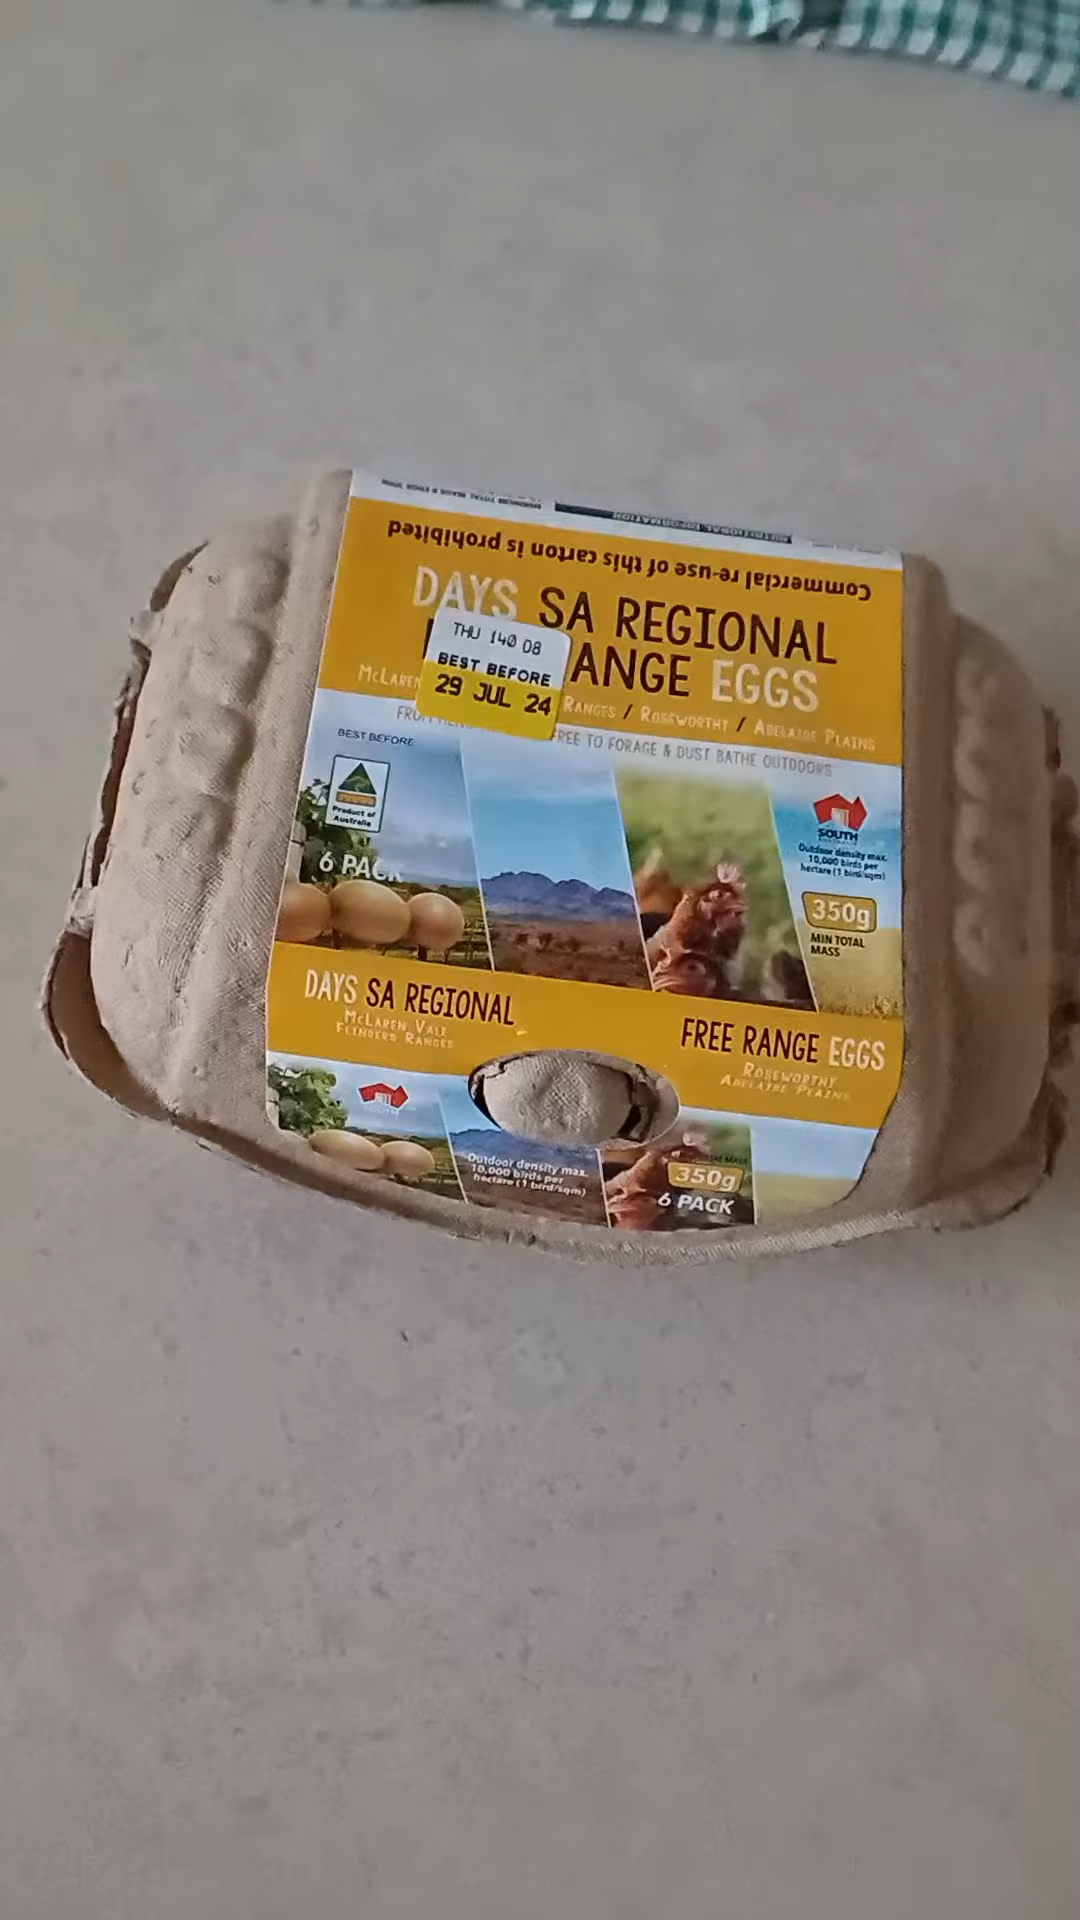 Commercial re-use of this carton is prohibited
DAYS SA REGIONAL
ANGE EGGS
THU 140 08
BEST BEFORE
29 JUL 24
McLAREN
RANGES / ROSEWORTHY / ADELAIDE PLAINS
FREE TO FORAGE & DUST BATHE OUTDOORS
BEST BEFORE
Product of
Australia
6 PACK
SOUTH
AUSTRALIA
Outdoor density max.
10,000 birds per
hectare (1 bird/sqm)
350g
MIN TOTAL
MASS
DAYS SA REGIONAL
McLAREN VALE
FLINDERS RANGES
FREE RANGE EGGS
ROSEWORTHY
ADELAIDE PLAINS
SOUTH
Outdoor density max.
10,000 birds per
hectare (1 bird/sqm)
350g
6 PACK